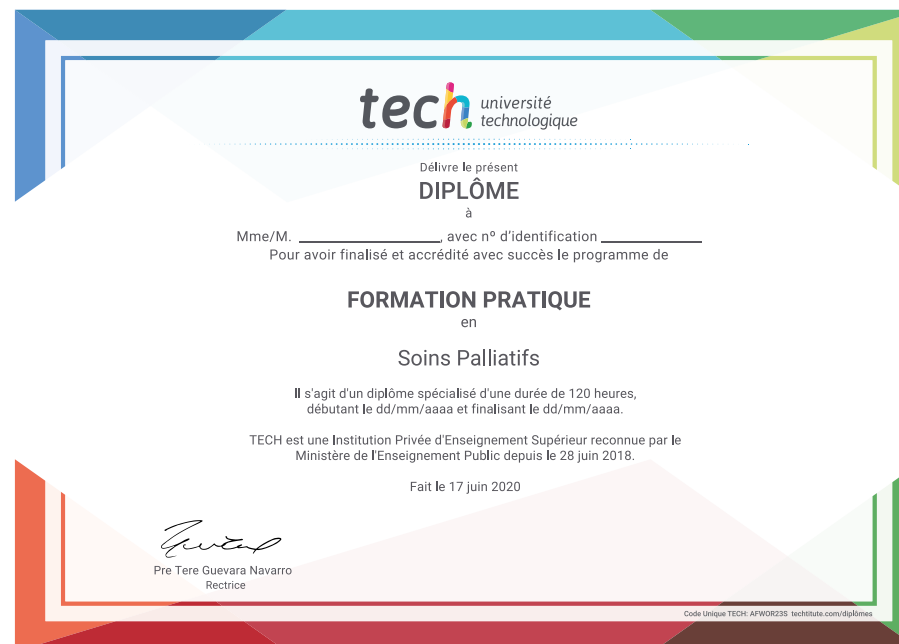 tech université
technologique
Délivre le présent
DIPLÔME
à
Mme/M. ____________________, avec nº d'identification ______________
Pour avoir finalisé et accrédité avec succès le programme de
FORMATION PRATIQUE
en
Soins Palliatifs
Il s'agit d'un diplôme spécialisé d'une durée de 120 heures,
débutant le dd/mm/aaaa et finalisant le dd/mm/aaaa.
TECH est une Institution Privée d'Enseignement Supérieur reconnue par le
Ministère de l'Enseignement Public depuis le 28 juin 2018.
Fait le 17 juin 2020
Pre Tere Guevara Navarro
Rectrice
Code Unique TECH: AFWOR23S techtitute.com/diplômes